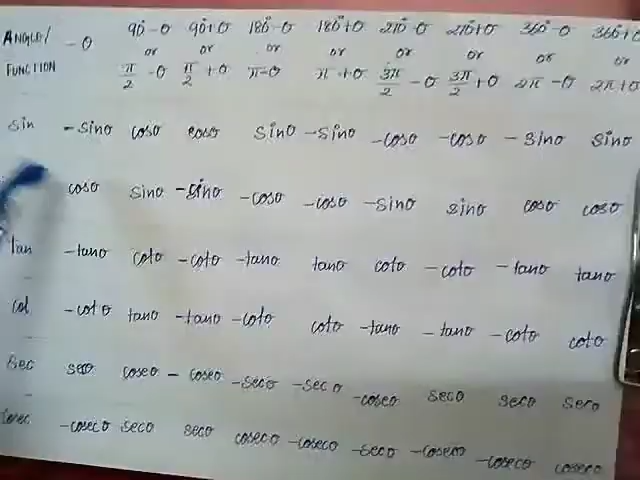 ANGLE/ -θ 90°-θ 90°+θ 180°-θ 180°+θ 270°-θ 270°+θ 360°-θ 360°+θ
or or or or or or or or
FUNCTION π/2 -θ π/2 +θ π-θ π+θ 3π/2 -θ 3π/2 +θ 2π-θ 2π+θ
sin -sinθ cosθ cosθ sinθ -sinθ -cosθ -cosθ -sinθ sinθ
cosθ sinθ -sinθ -cosθ -cosθ -sinθ sinθ cosθ cosθ
tan -tanθ cotθ -cotθ -tanθ tanθ cotθ -cotθ -tanθ tanθ
cot -cotθ tanθ -tanθ -cotθ cotθ -tanθ -tanθ -cotθ cotθ
Sec secθ cosecθ -cosecθ -secθ -secθ -cosecθ secθ secθ secθ
Cosec -cosecθ secθ secθ cosecθ -cosecθ -secθ -cosecθ -cosecθ cosecθ